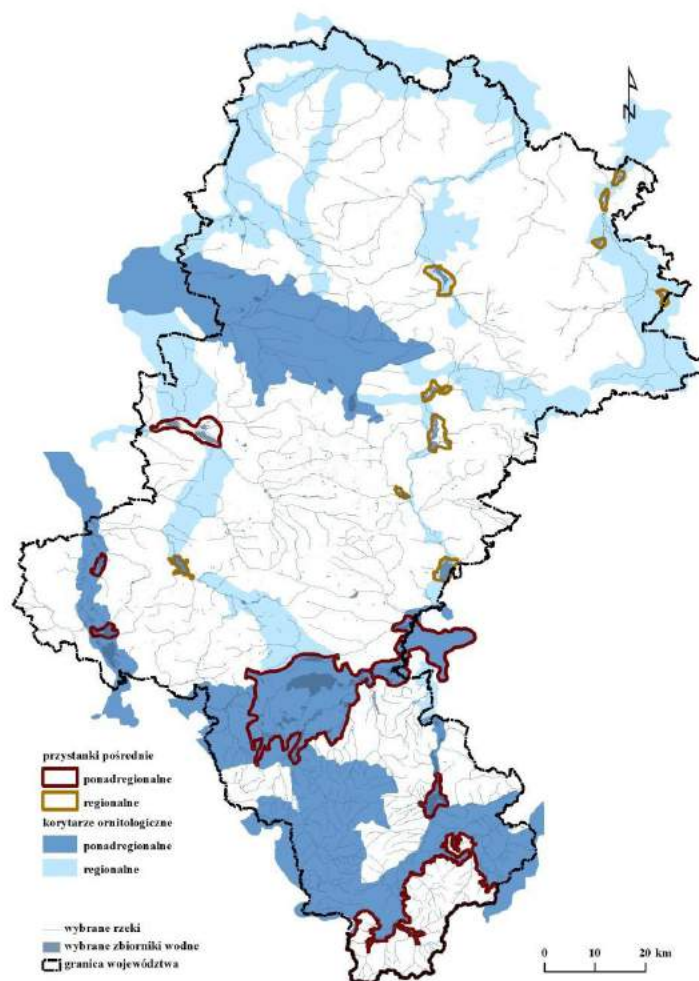 N
przystanki pośrednie
ponadregionalne
regionalne
korytarze ornitologiczne
ponadregionalne
regionalne
wybrane rzeki
wybrane zbiorniki wodne
granica województwa
0 10 20 km